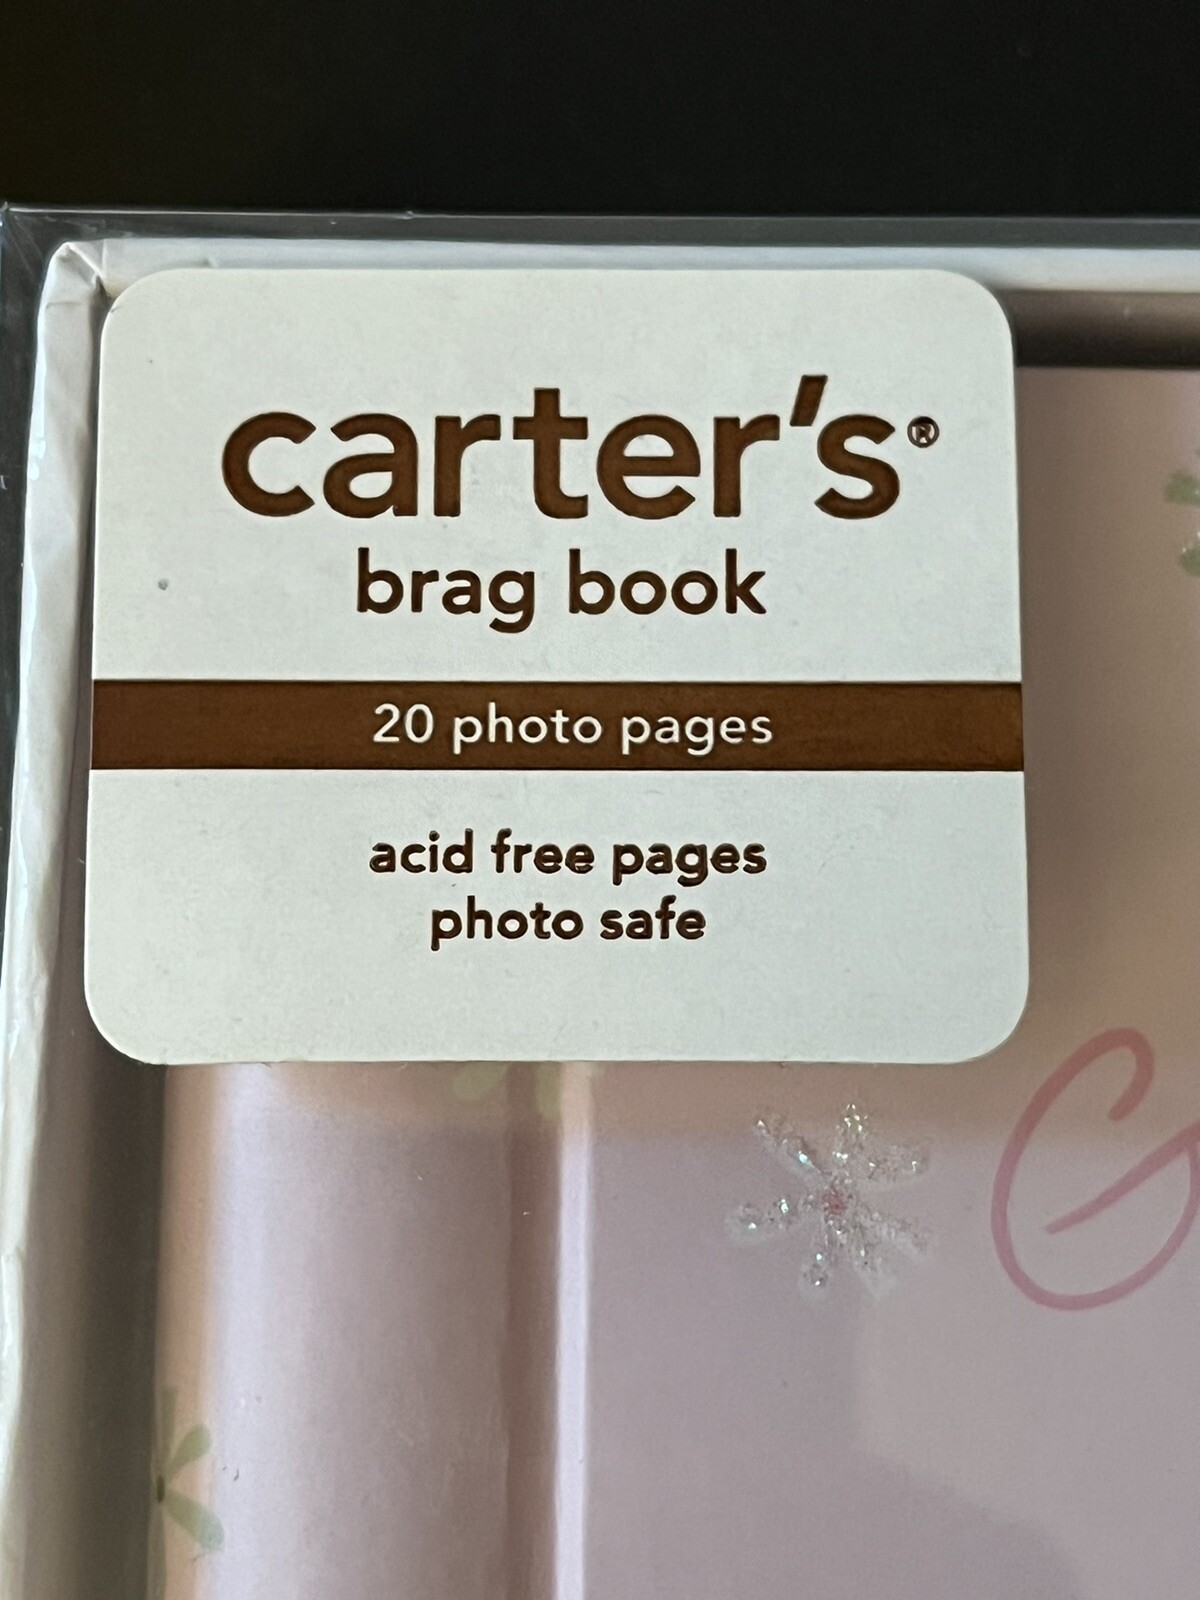 carter's®
brag book
20 photo pages
acid free pages
photo safe
G